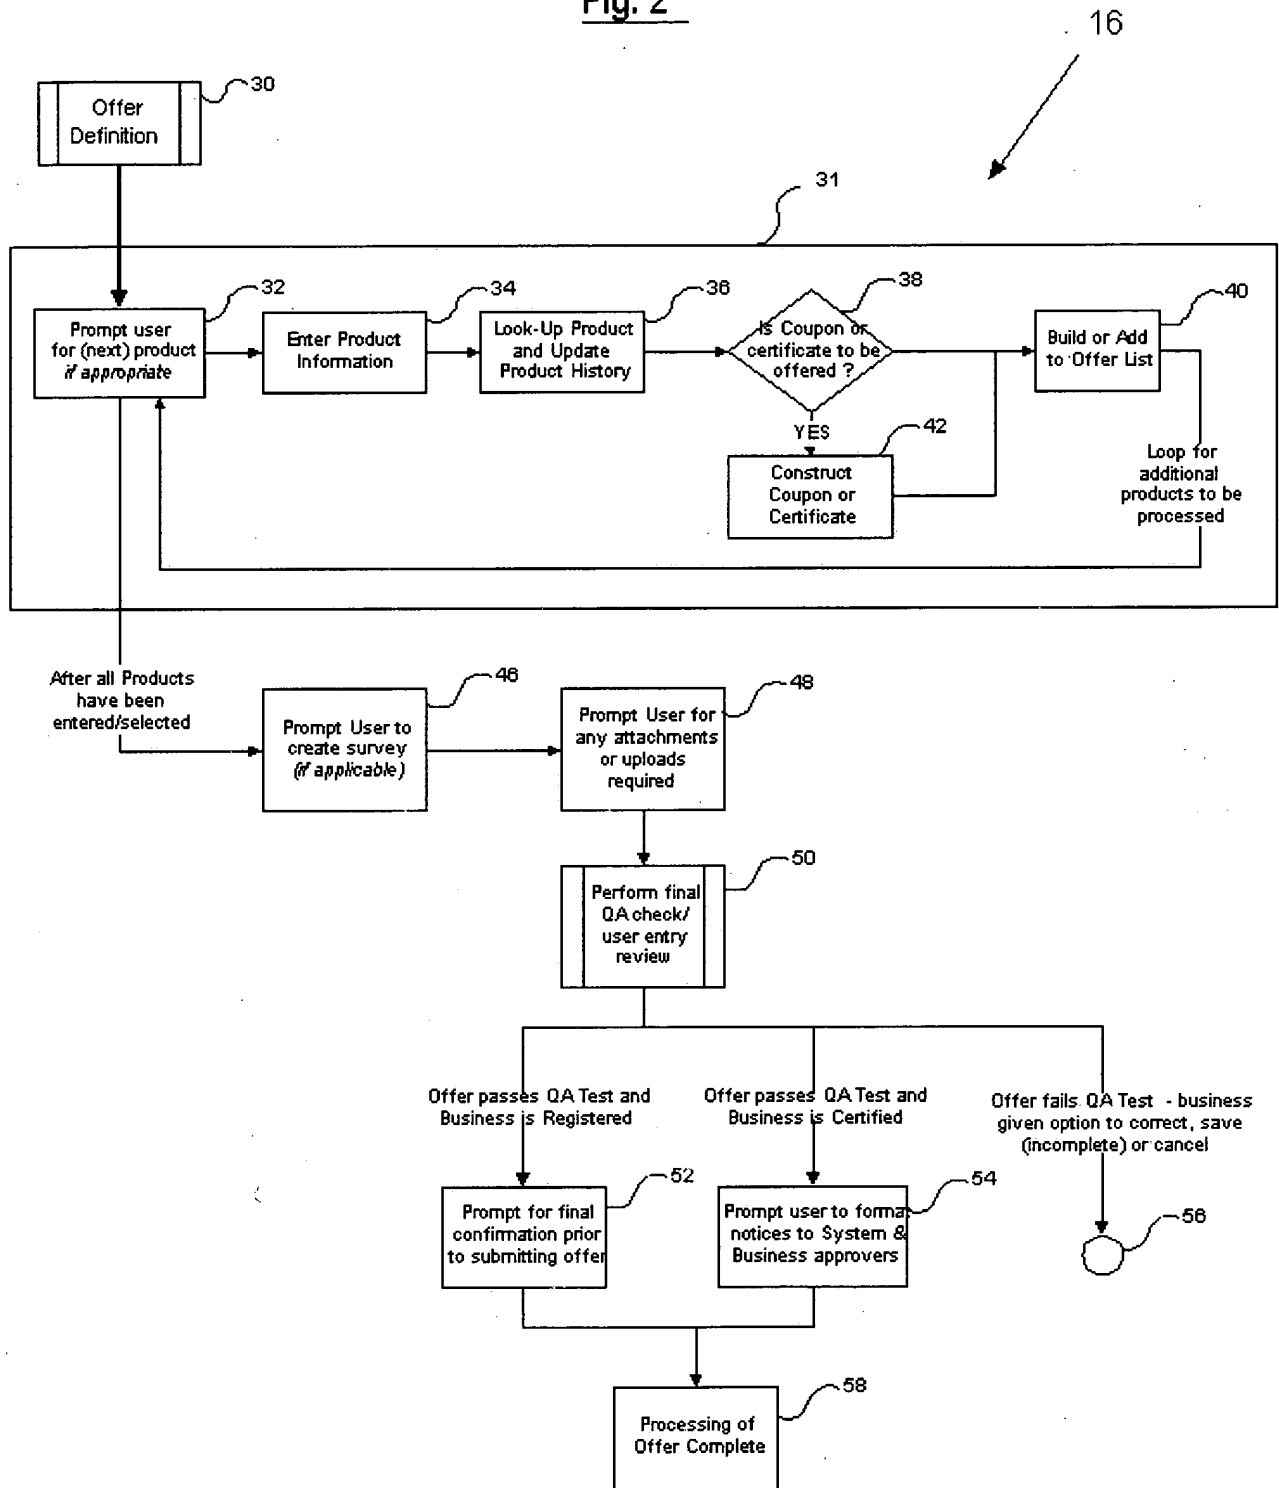 Fig. 2
16
30
Offer
Definition
31
32
Prompt user
for (next) product
if appropriate
34
Enter Product
Information
36
Look-Up Product
and Update
Product History
38
Is Coupon or
certificate to be
offered ?
40
Build or Add
to Offer List
YES
42
Construct
Coupon or
Certificate
Loop for
additional
products to be
processed
After all Products
have been
entered/selected
46
Prompt User to
create survey
(if applicable)
48
Prompt User for
any attachments
or uploads
required
50
Perform final
QA check/
user entry
review
Offer passes QA Test and
Business is Registered
Offer passes QA Test and
Business is Certified
Offer fails QA Test - business
given option to correct, save
(incomplete) or cancel
52
Prompt for final
confirmation prior
to submitting offer
54
Prompt user to format
notices to System &
Business approvers
56
58
Processing of
Offer Complete